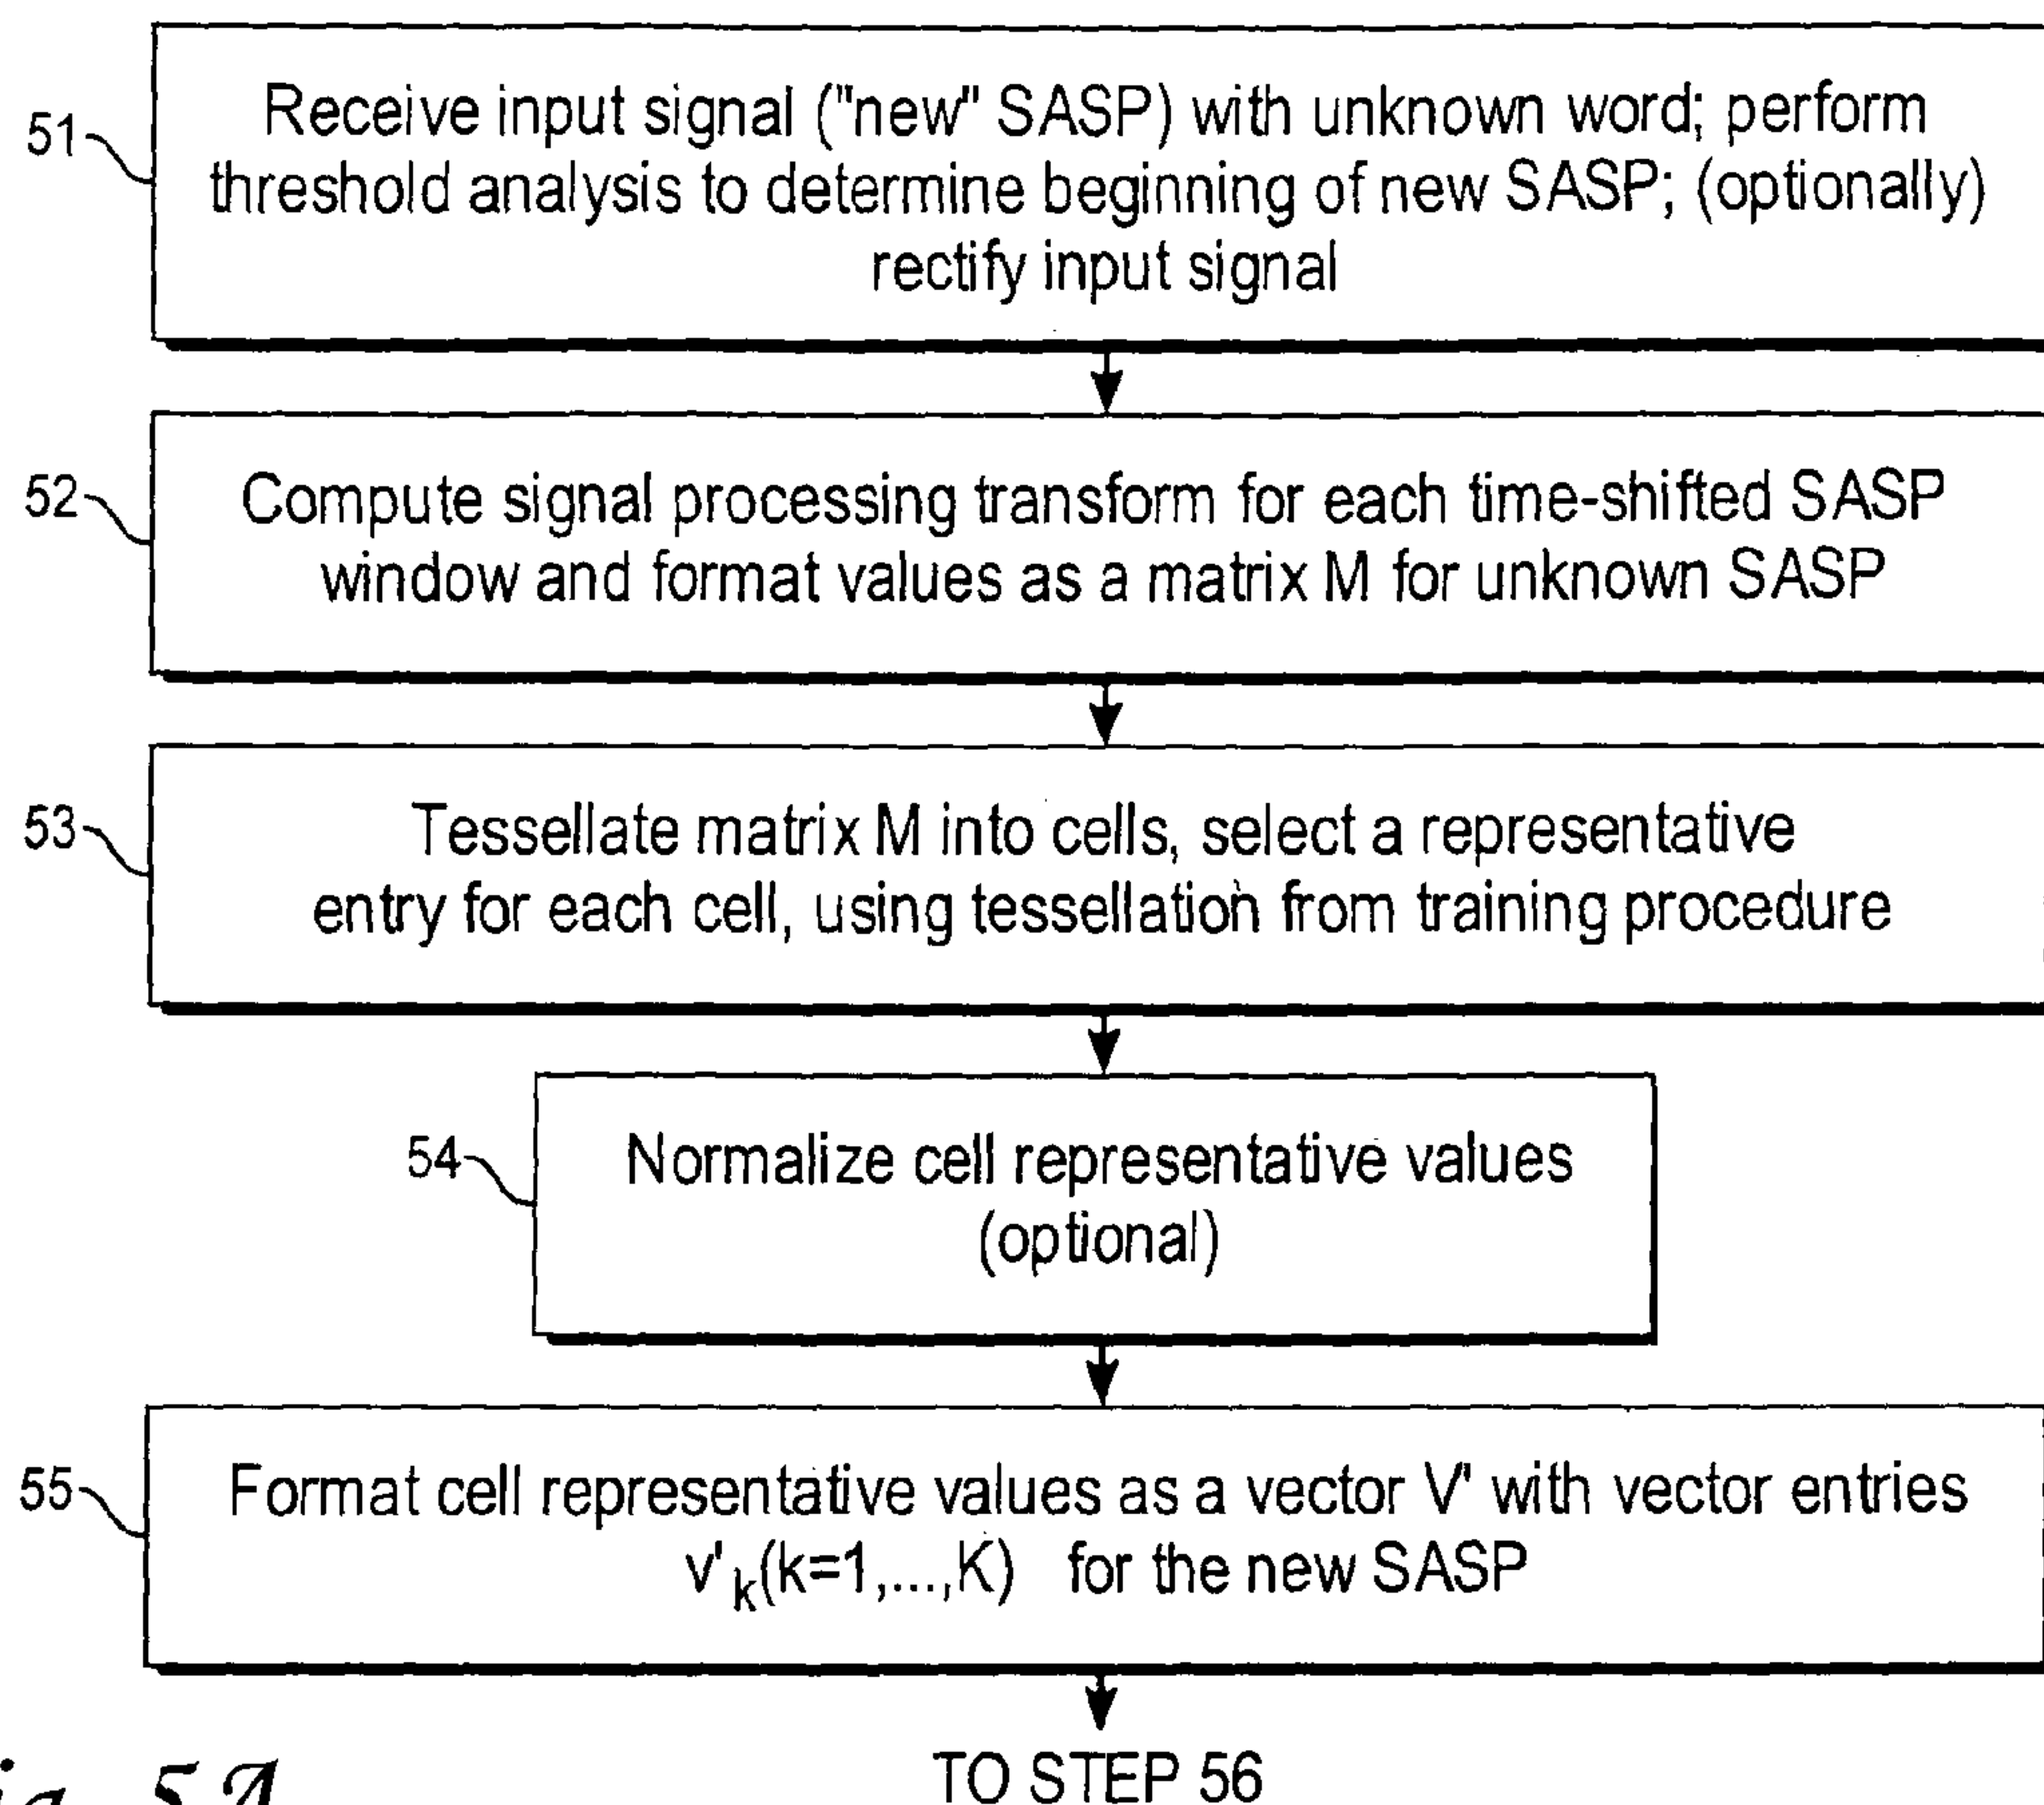 51
Receive input signal ("new" SASP) with unknown word; perform
threshold analysis to determine beginning of new SASP; (optionally)
rectify input signal
52
Compute signal processing transform for each time-shifted SASP
window and format values as a matrix M for unknown SASP
53
Tessellate matrix M into cells, select a representative
entry for each cell, using tessellation from training procedure
54
Normalize cell representative values
(optional)
55
Format cell representative values as a vector V' with vector entries
v'k(k=1,...,K) for the new SASP
TO STEP 56
ig. 5A